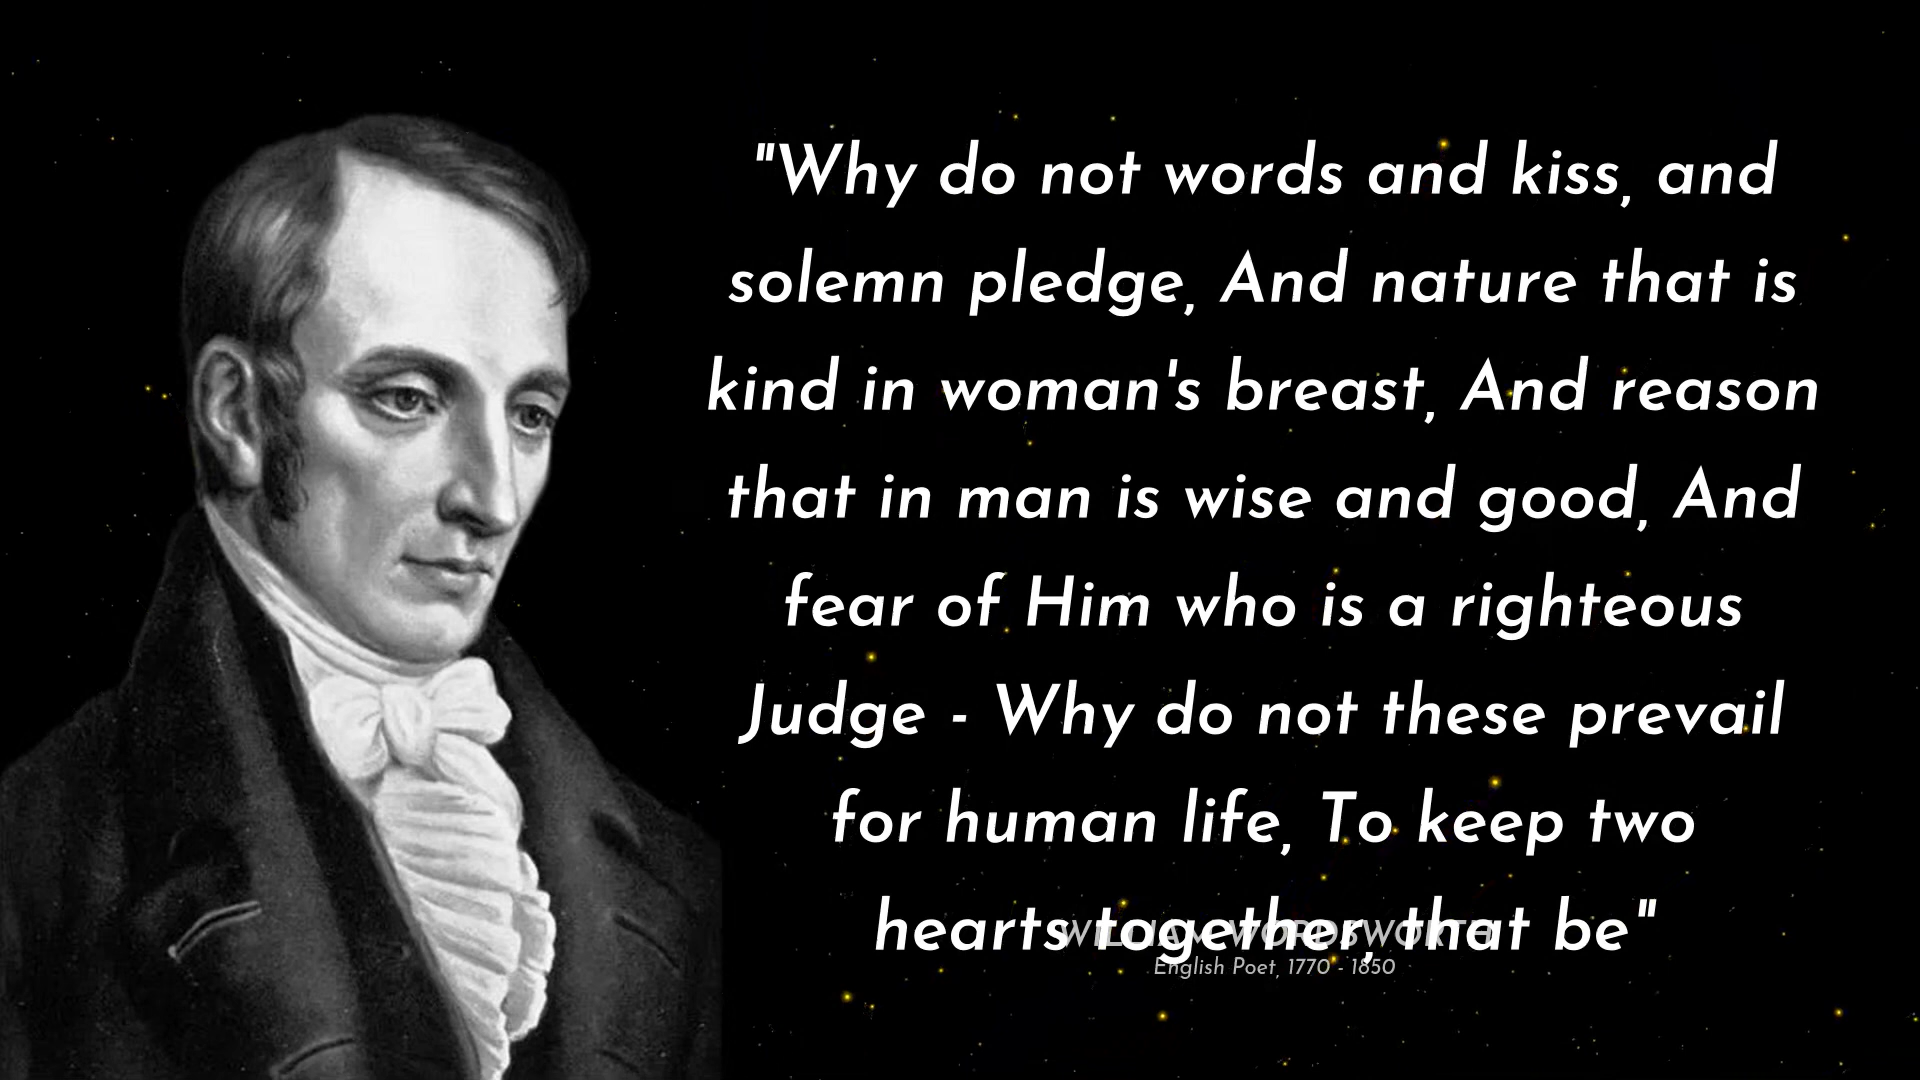 "Why do not words and kiss, and
solemn pledge, And nature that is
kind in woman's breast, And reason
that in man is wise and good, And
fear of Him who is a righteous
Judge - Why do not these prevail
for human life, To keep two
hearts together, that be"
WILLIAM WORDSWORTH
English Poet, 1770 - 1850